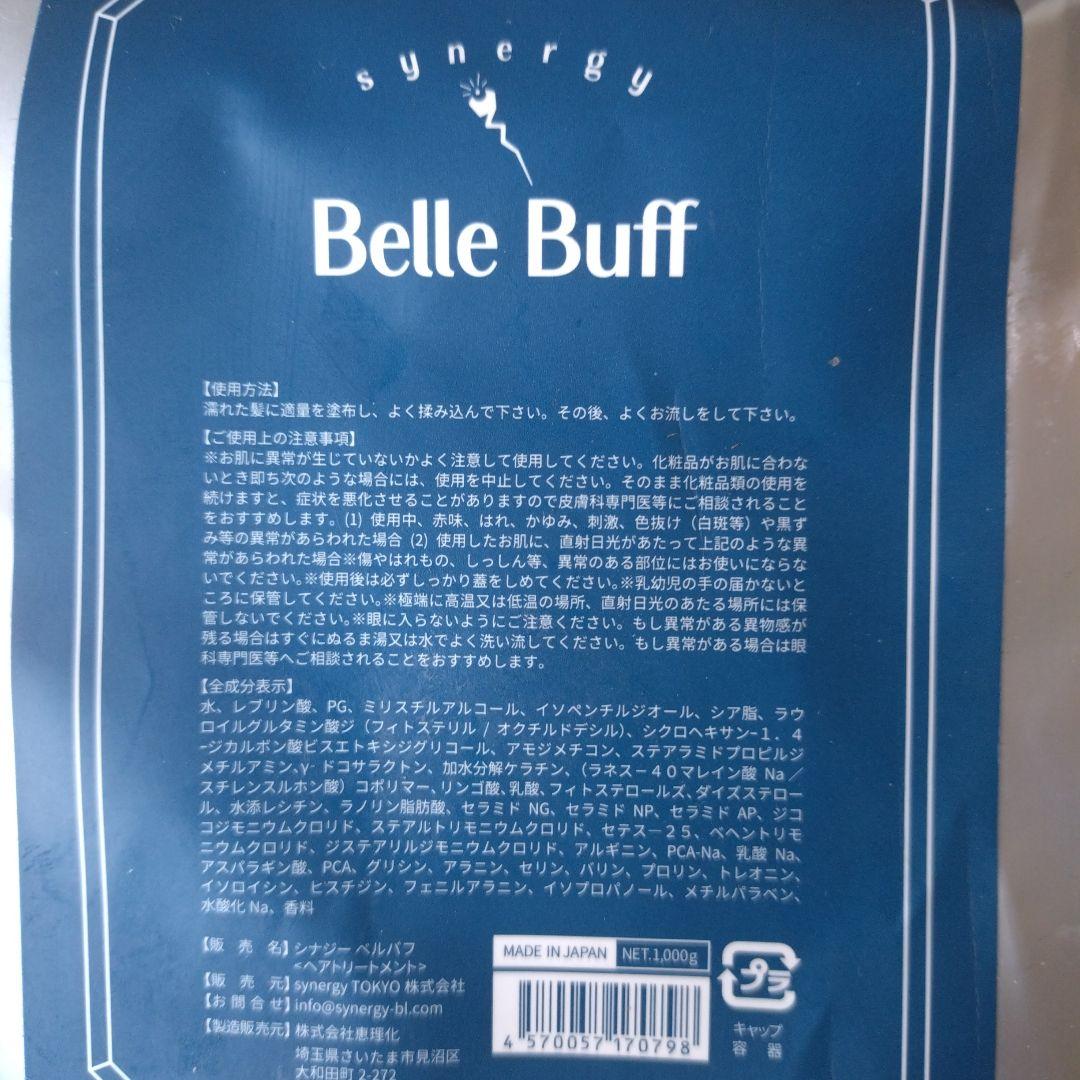 synergy
Belle Buff
【使用方法】
濡れた髪に適量を塗布し、よく揉み込んで下さい。その後、よくお流しをして下さい。
【ご使用上の注意事項】
※お肌に異常が生じていないかよく注意して使用してください。化粧品がお肌に合わな
いとき即ち次のような場合には、使用を中止してください。そのまま化粧品類の使用を
続けますと、症状を悪化させることがありますので皮膚科専門医等にご相談されること
をおすすめします。(1) 使用中、赤味、はれ、かゆみ、刺激、色抜け（白斑等）や黒ず
み等の異常があらわれた場合 (2) 使用したお肌に、直射日光があたって上記のような異
常があらわれた場合※傷やはれもの、しっしん等、異常のある部位にはお使いにならな
いでください。※使用後は必ずしっかり蓋をしめてください。※乳幼児の手の届かないと
ころに保管してください。※極端に高温又は低温の場所、直射日光のあたる場所には保
管しないでください。※眼に入らないようにご注意ください。もし異常がある異物感が
残る場合はすぐにぬるま湯又は水でよく洗い流してください。もし異常がある場合は眼
科専門医等へご相談されることをおすすめします。
【全成分表示】
水、レブリン酸、PG、ミリスチルアルコール、イソペンチルジオール、シア脂、ラウ
ロイルグルタミン酸ジ（フィトステリル / オクチルドデシル）、シクロヘキサン-１．４
-ジカルボン酸ビスエトキシジグリコール、アモジメチコン、ステアラミドプロピルジ
メチルアミン、γ- ドコサラクトン、加水分解ケラチン、（ラネス－４０マレイン酸 Na／
スチレンスルホン酸）コポリマー、リンゴ酸、乳酸、フィトステロールズ、ダイズステロー
ル、水添レシチン、ラノリン脂肪酸、セラミド NG、セラミド NP、セラミド AP、ジココ
ジモニウムクロリド、ステアルトリモニウムクロリド、セテス－２５、ベヘントリモ
ニウムクロリド、ジステアリルジモニウムクロリド、アルギニン、PCA-Na、乳酸 Na、
アスパラギン酸、PCA、グリシン、アラニン、セリン、バリン、プロリン、トレオニン、
イソロイシン、ヒスチジン、フェニルアラニン、イソプロパノール、メチルパラベン、
水酸化 Na、香料
【販売名】シナジー ベルバフ
<ヘアトリートメント>
【販売元】synergy TOKYO 株式会社
【お問合せ】info@synergy-bl.com
【製造販売元】株式会社恵理化
埼玉県さいたま市見沼区
大和田町 2-272
MADE IN JAPAN NET.1,000g
4 570057 170798
プラ
キャップ
容器